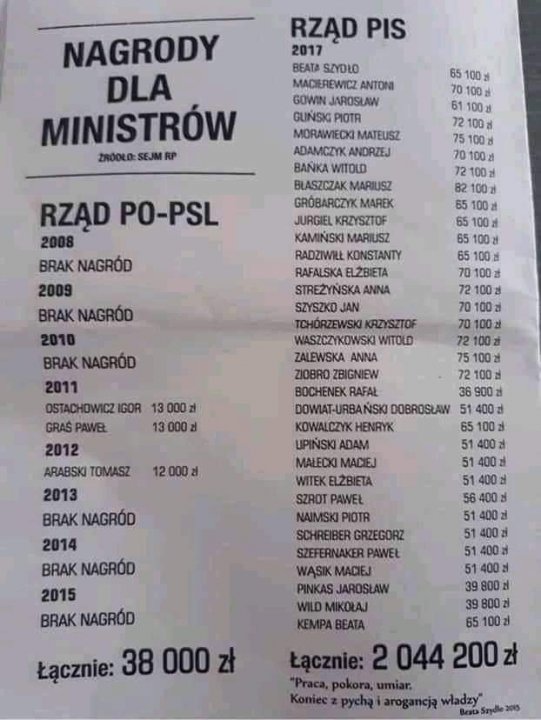 NAGRODY
DLA
MINISTRÓW
ŹRÓDŁO: SEJM RP
RZĄD PO-PSL
2008
BRAK NAGRÓD
2009
BRAK NAGRÓD
2010
BRAK NAGRÓD
2011
OSTACHOWICZ IGOR 13 000 zł
GRAŚ PAWEŁ 13 000 zł
2012
ARABSKI TOMASZ 12 000 zł
2013
BRAK NAGRÓD
2014
BRAK NAGRÓD
2015
BRAK NAGRÓD
Łącznie: 38 000 zł
RZĄD PIS
2017
BEATA SZYDŁO 65 100 zł
MACIEREWICZ ANTONI 70 100 zł
GOWIN JAROSŁAW 61 100 zł
GLIŃSKI PIOTR 72 100 zł
MORAWIECKI MATEUSZ 75 100 zł
ADAMCZYK ANDRZEJ 70 100 zł
BAŃKA WITOLD 72 100 zł
BŁASZCZAK MARIUSZ 82 100 zł
GRÓBARCZYK MAREK 65 100 zł
JURGIEL KRZYSZTOF 65 100 zł
KAMIŃSKI MARIUSZ 65 100 zł
RADZIWIŁŁ KONSTANTY 65 100 zł
RAFALSKA ELŻBIETA 70 100 zł
STREŻYŃSKA ANNA 72 100 zł
SZYSZKO JAN 70 100 zł
TCHÓRZEWSKI KRZYSZTOF 70 100 zł
WASZCZYKOWSKI WITOLD 72 100 zł
ZALEWSKA ANNA 75 100 zł
ZIOBRO ZBIGNIEW 72 100 zł
BOCHENEK RAFAŁ 36 900 zł
DOWIAT-URBAŃSKI DOBROSŁAW 51 400 zł
KOWALCZYK HENRYK 65 100 zł
LIPIŃSKI ADAM 51 400 zł
MAŁECKI MACIEJ 51 400 zł
WITEK ELŻBIETA 51 400 zł
SZROT PAWEŁ 56 400 zł
NAIMSKI PIOTR 51 400 zł
SCHREIBER GRZEGORZ 51 400 zł
SZEFERNAKER PAWEŁ 51 400 zł
WĄSIK MACIEJ 51 400 zł
PINKAS JAROSŁAW 39 800 zł
WILD MIKOŁAJ 39 800 zł
KEMPA BEATA 65 100 zł
Łącznie: 2 044 200 zł
"Praca, pokora, umiar.
Koniec z pychą i arogancją władzy"
Beata Szydło 2015